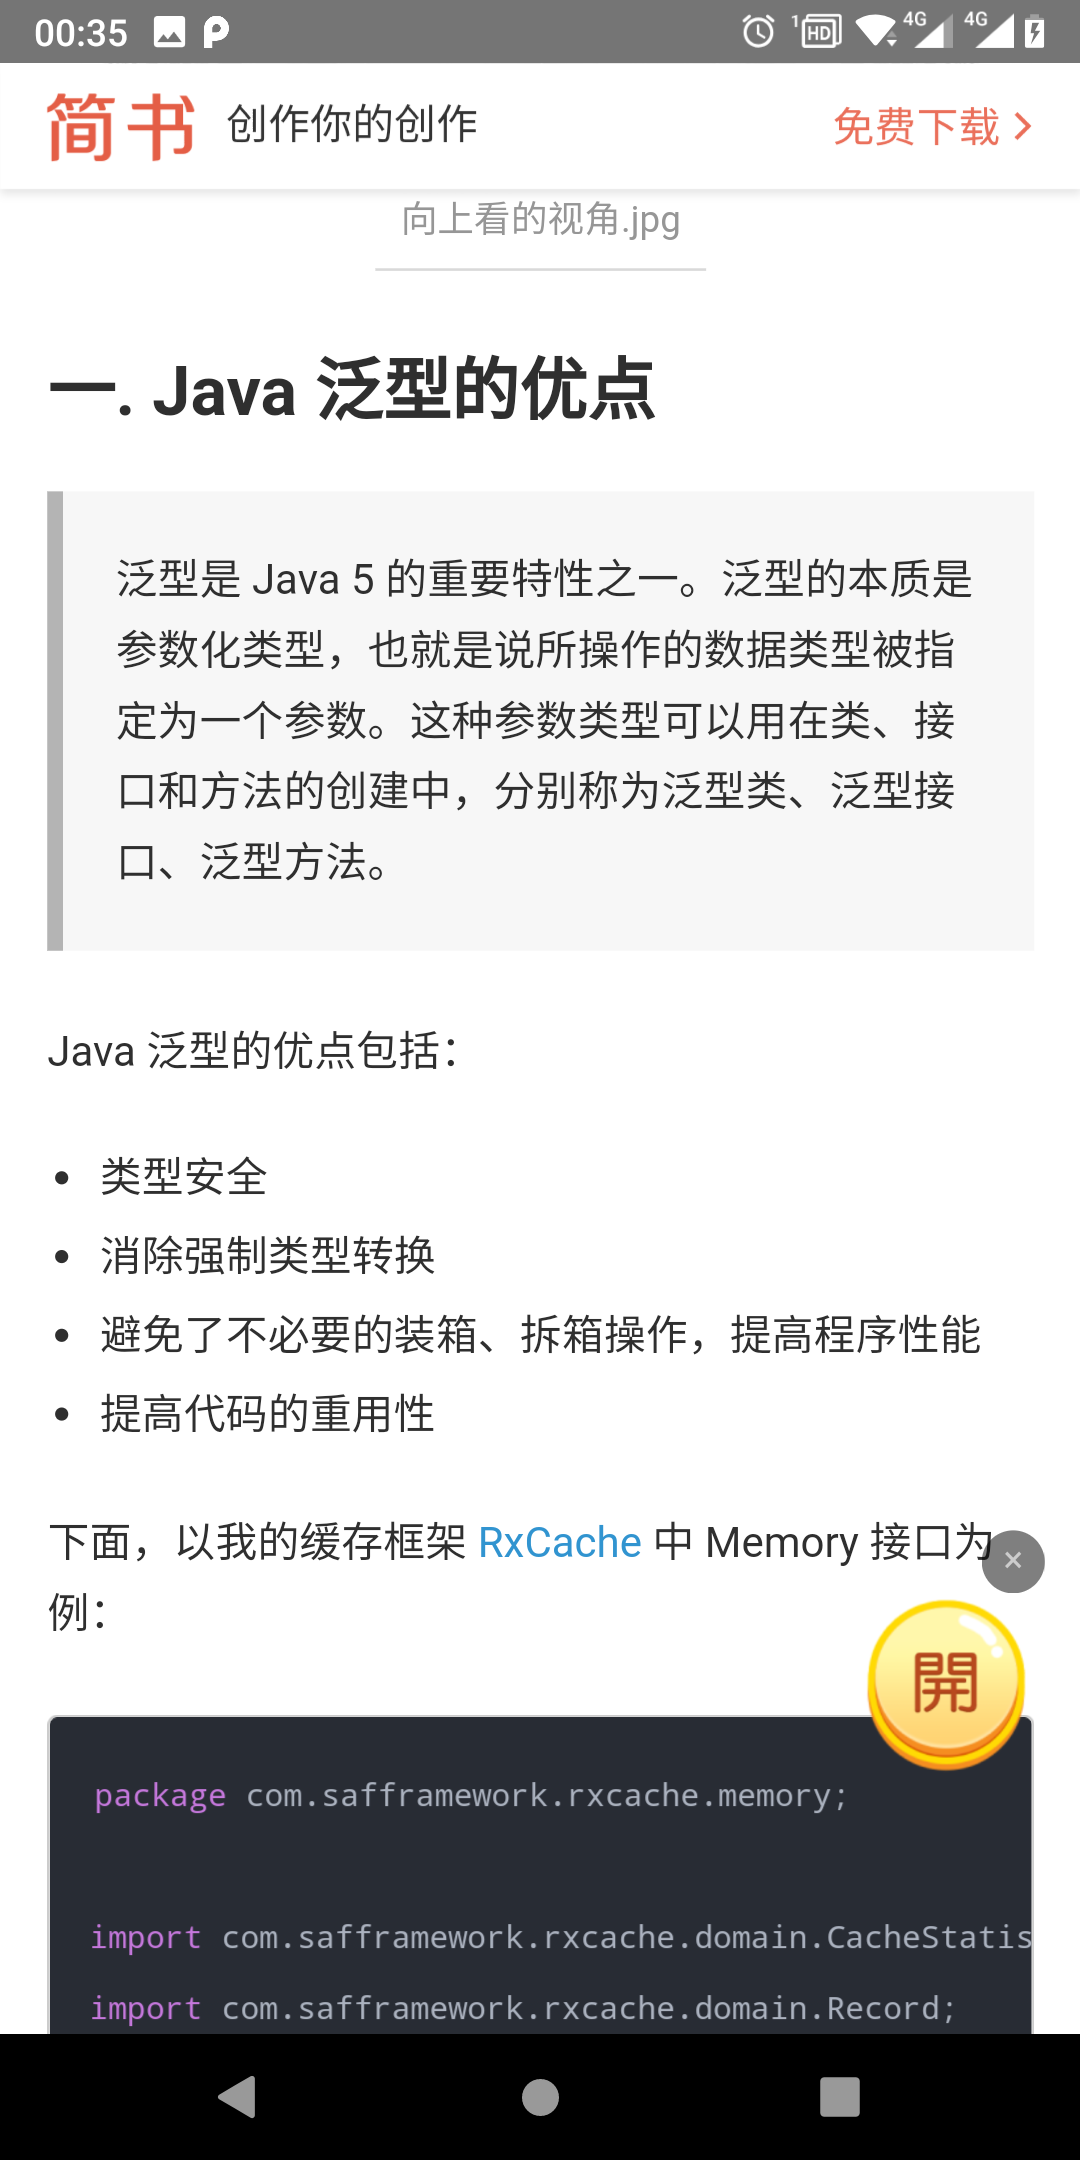 00:35
1 HD 4G 4G
简书 创作你的创作 免费下载
向上看的视角.jpg
一. Java 泛型的优点
泛型是 Java 5 的重要特性之一。泛型的本质是
参数化类型，也就是说所操作的数据类型被指
定为一个参数。这种参数类型可以用在类、接
口和方法的创建中，分别称为泛型类、泛型接
口、泛型方法。
Java 泛型的优点包括：
• 类型安全
• 消除强制类型转换
• 避免了不必要的装箱、拆箱操作，提高程序性能
• 提高代码的重用性
下面，以我的缓存框架 RxCache 中 Memory 接口为
例：
開
package com.safframework.rxcache.memory;
import com.safframework.rxcache.domain.CacheStatis
import com.safframework.rxcache.domain.Record;